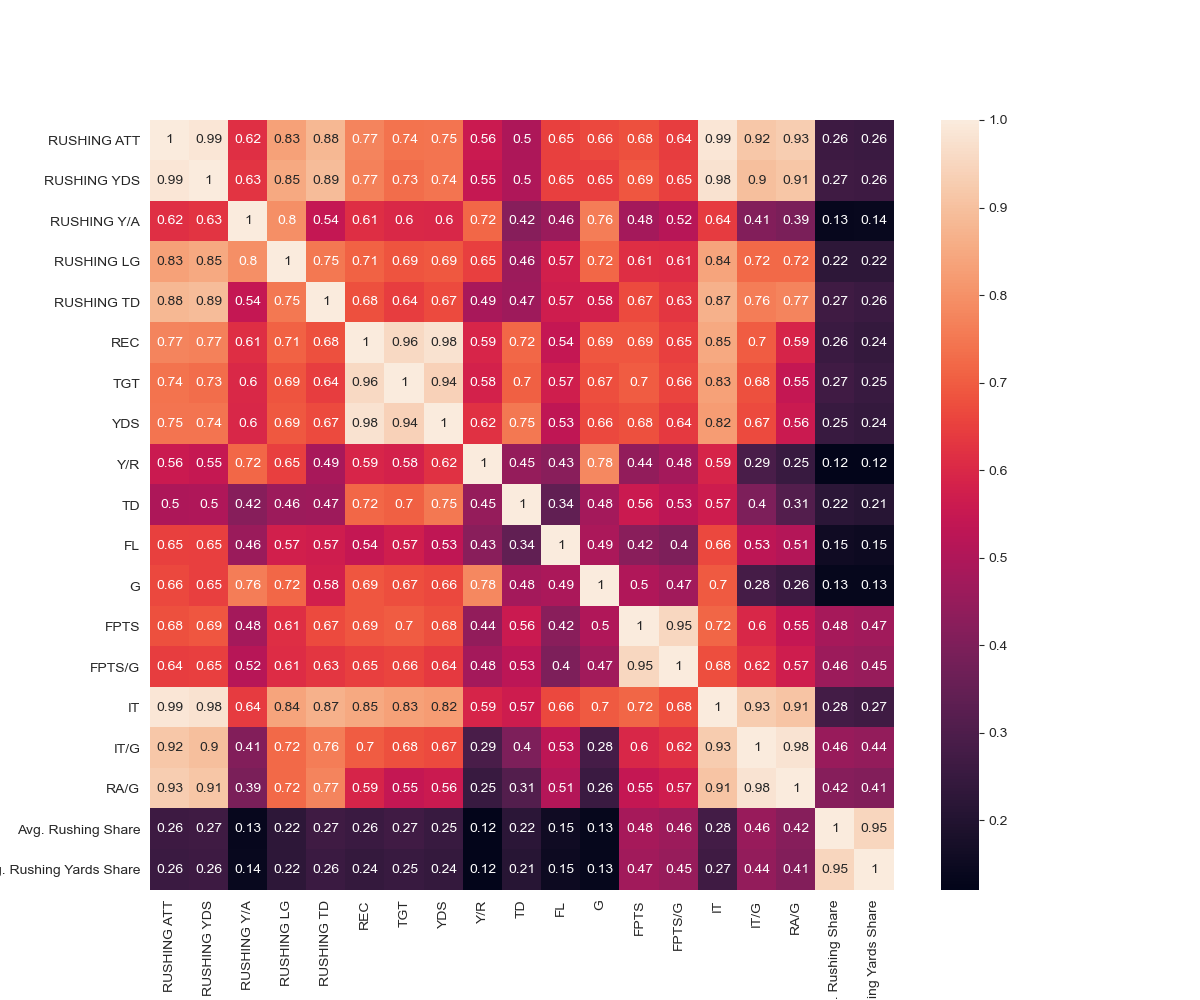 RUSHING ATT 1 0.99 0.62 0.83 0.88 0.77 0.74 0.75 0.56 0.5 0.65 0.66 0.68 0.64 0.99 0.92 0.93 0.26 0.26 1.0
RUSHING YDS 0.99 1 0.63 0.85 0.89 0.77 0.73 0.74 0.55 0.5 0.65 0.65 0.69 0.65 0.98 0.9 0.91 0.27 0.26
RUSHING Y/A 0.62 0.63 1 0.8 0.54 0.61 0.6 0.6 0.72 0.42 0.46 0.76 0.48 0.52 0.64 0.41 0.39 0.13 0.14 0.9
RUSHING LG 0.83 0.85 0.8 1 0.75 0.71 0.69 0.69 0.65 0.46 0.57 0.72 0.61 0.61 0.84 0.72 0.72 0.22 0.22
RUSHING TD 0.88 0.89 0.54 0.75 1 0.68 0.64 0.67 0.49 0.47 0.57 0.58 0.67 0.63 0.87 0.76 0.77 0.27 0.26 0.8
REC 0.77 0.77 0.61 0.71 0.68 1 0.96 0.98 0.59 0.72 0.54 0.69 0.69 0.65 0.85 0.7 0.59 0.26 0.24
TGT 0.74 0.73 0.6 0.69 0.64 0.96 1 0.94 0.58 0.7 0.57 0.67 0.7 0.66 0.83 0.68 0.55 0.27 0.25 0.7
YDS 0.75 0.74 0.6 0.69 0.67 0.98 0.94 1 0.62 0.75 0.53 0.66 0.68 0.64 0.82 0.67 0.56 0.25 0.24
Y/R 0.56 0.55 0.72 0.65 0.49 0.59 0.58 0.62 1 0.45 0.43 0.78 0.44 0.48 0.59 0.29 0.25 0.12 0.12 0.6
TD 0.5 0.5 0.42 0.46 0.47 0.72 0.7 0.75 0.45 1 0.34 0.48 0.56 0.53 0.57 0.4 0.31 0.22 0.21
FL 0.65 0.65 0.46 0.57 0.57 0.54 0.57 0.53 0.43 0.34 1 0.49 0.42 0.4 0.66 0.53 0.51 0.15 0.15 0.5
G 0.66 0.65 0.76 0.72 0.58 0.69 0.67 0.66 0.78 0.48 0.49 1 0.5 0.47 0.7 0.28 0.26 0.13 0.13
FPTS 0.68 0.69 0.48 0.61 0.67 0.69 0.7 0.68 0.44 0.56 0.42 0.5 1 0.95 0.72 0.6 0.55 0.48 0.47 0.4
FPTS/G 0.64 0.65 0.52 0.61 0.63 0.65 0.66 0.64 0.48 0.53 0.4 0.47 0.95 1 0.68 0.62 0.57 0.46 0.45
IT 0.99 0.98 0.64 0.84 0.87 0.85 0.83 0.82 0.59 0.57 0.66 0.7 0.72 0.68 1 0.93 0.91 0.28 0.27
IT/G 0.92 0.9 0.41 0.72 0.76 0.7 0.68 0.67 0.29 0.4 0.53 0.28 0.6 0.62 0.93 1 0.98 0.46 0.44 0.3
RA/G 0.93 0.91 0.39 0.72 0.77 0.59 0.55 0.56 0.25 0.31 0.51 0.26 0.55 0.57 0.91 0.98 1 0.42 0.41
Avg. Rushing Share 0.26 0.27 0.13 0.22 0.27 0.26 0.27 0.25 0.12 0.22 0.15 0.13 0.48 0.46 0.28 0.46 0.42 1 0.95 0.2
. Rushing Yards Share 0.26 0.26 0.14 0.22 0.26 0.24 0.25 0.24 0.12 0.21 0.15 0.13 0.47 0.45 0.27 0.44 0.41 0.95 1
RUSHING ATT
RUSHING YDS
RUSHING Y/A
RUSHING LG
RUSHING TD
REC
TGT
YDS
Y/R
TD
FL
G
FPTS
FPTS/G
IT
IT/G
RA/G
. Rushing Share
ing Yards Share